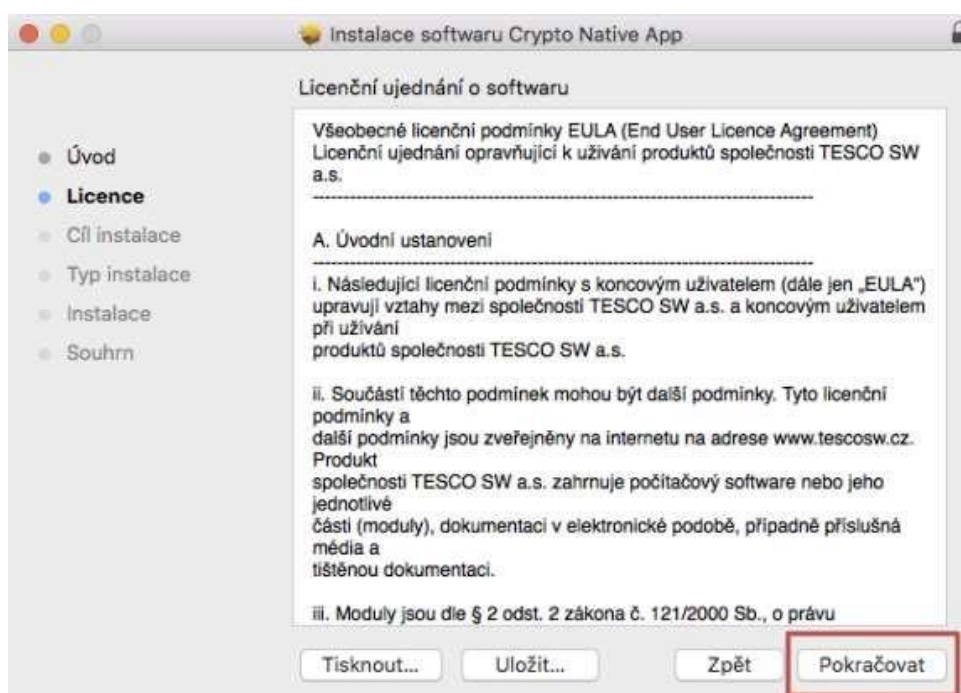 Instalace softwaru Crypto Native App
Licenční ujednání o softwaru
Úvod
Licence
Cíl instalace
Typ instalace
Instalace
Souhrn
Všeobecné licenční podmínky EULA (End User Licence Agreement)
Licenční ujednání opravňující k užívání produktů společnosti TESCO SW
a.s.
--------------------------------------------------------------------------------
A. Úvodní ustanovení
--------------------------------------------------------------------------------
i. Následující licenční podmínky s koncovým uživatelem (dále jen „EULA“)
upravují vztahy mezi společností TESCO SW a.s. a koncovým uživatelem
při užívání
produktů společnosti TESCO SW a.s.
ii. Součástí těchto podmínek mohou být další podmínky. Tyto licenční
podmínky a
další podmínky jsou zveřejněny na internetu na adrese www.tescosw.cz.
Produkt
společnosti TESCO SW a.s. zahrnuje počítačový software nebo jeho
jednotlivé
části (moduly), dokumentaci v elektronické podobě, případně příslušná
média a
tištěnou dokumentaci.
iii. Moduly jsou dle § 2 odst. 2 zákona č. 121/2000 Sb., o právu
Tisknout...
Uložit...
Zpět
Pokračovat